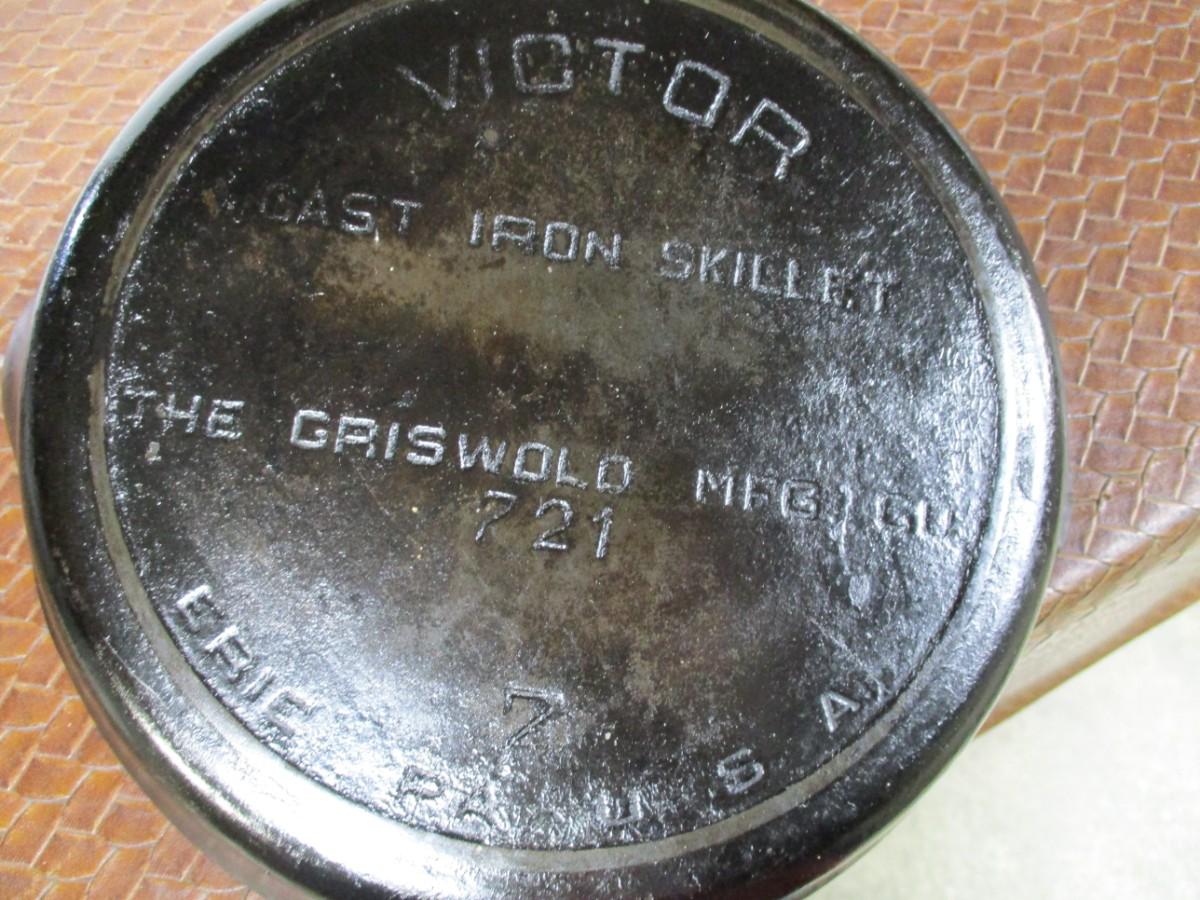 VICTOR
CAST IRON SKILLET
THE GRISWOLD MFG. CO.
721
7
ERIE PA., U. S. A.